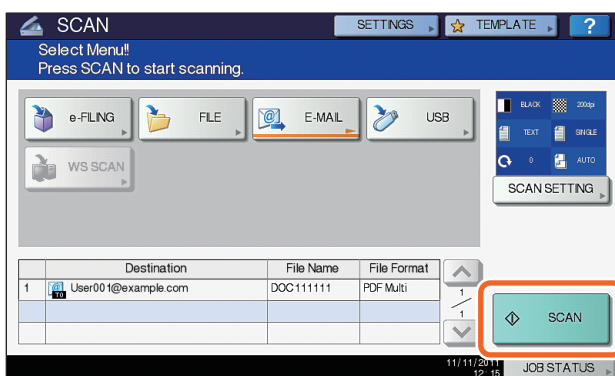 SCAN
SETTINGS
TEMPLATE
?
Select Menu!!
Press SCAN to start scanning.
e-FILING
FILE
E-MAIL
USB
WS SCAN
BLACK
200dpi
TEXT
SINGLE
0
AUTO
SCAN SETTING
Destination File Name File Format
1 TO User001@example.com DOC111111 PDF Multi
1
1
SCAN
11/11/2011
12:15
JOB STATUS